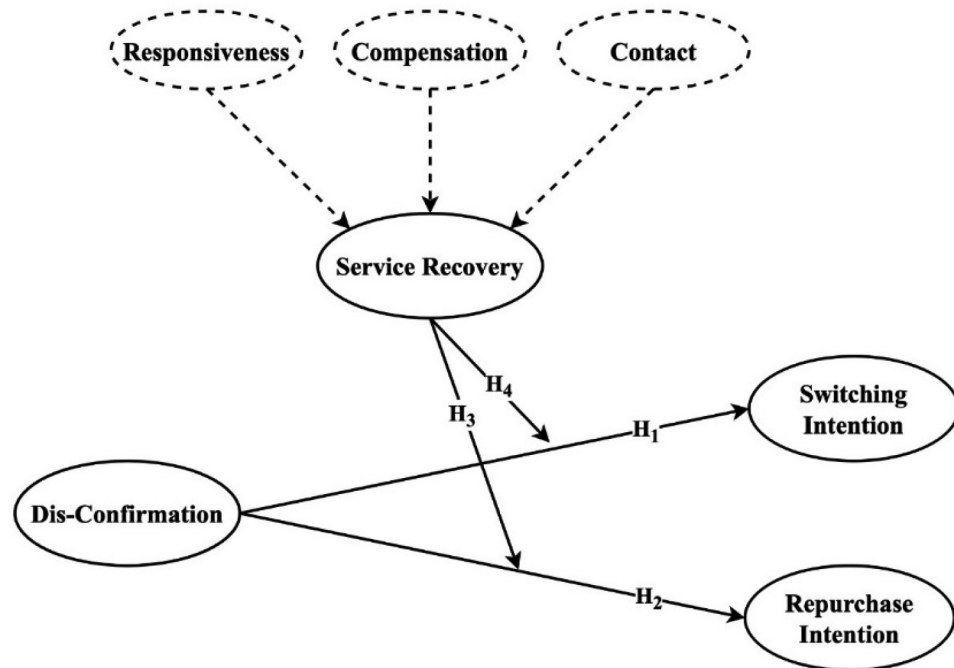 Responsiveness
Compensation
Contact
Service Recovery
H4
H3
Switching
Intention
H1
Dis-Confirmation
H2
Repurchase
Intention